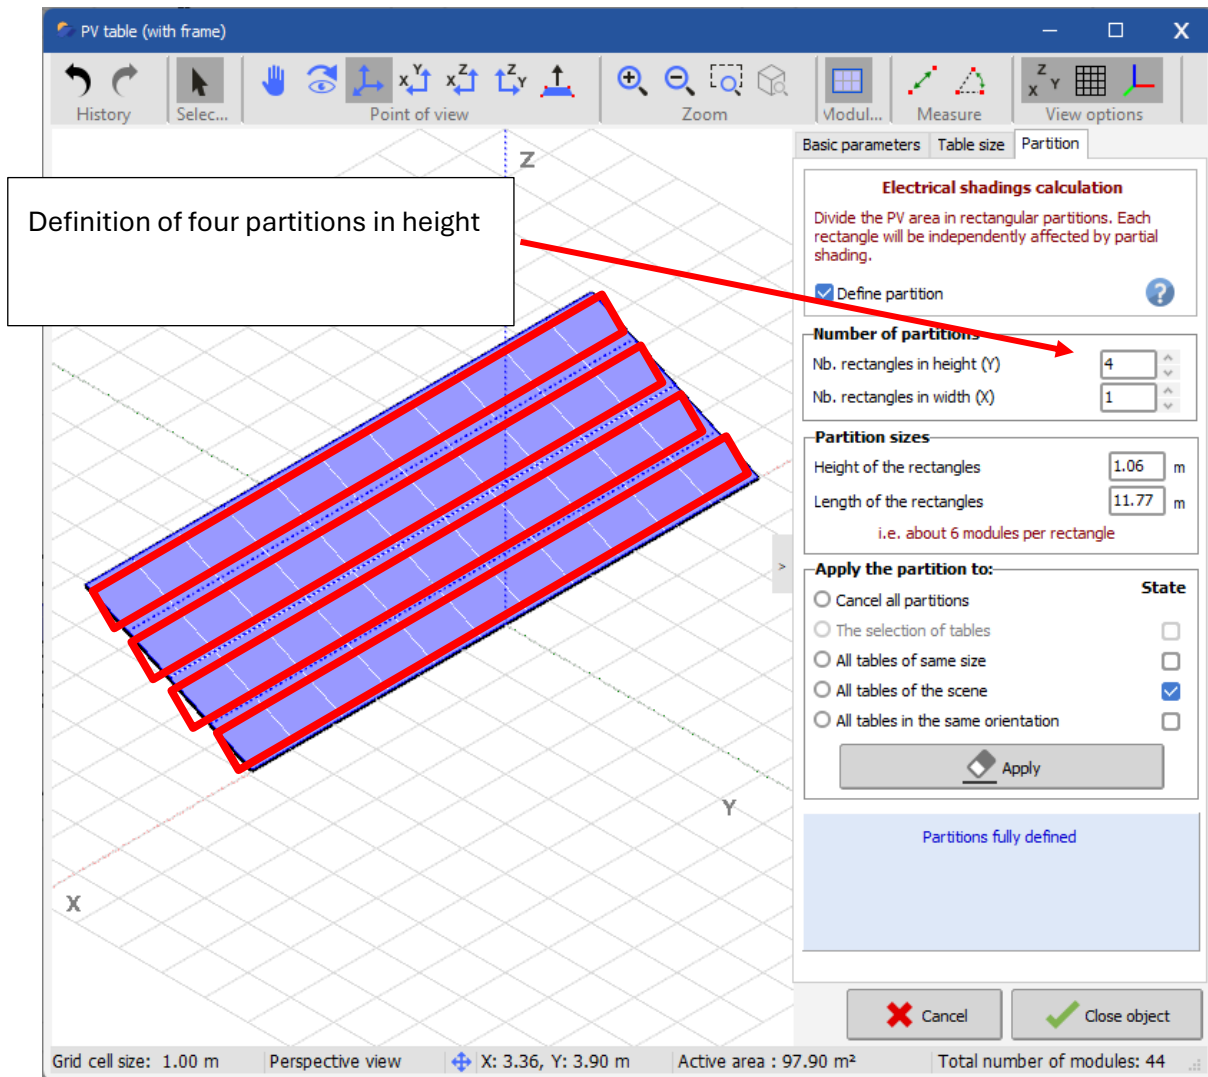 PV table (with frame)
History
Selec...
Point of view
Zoom
Modul...
Measure
View options
Basic parameters
Table size
Partition
Electrical shadings calculation
Divide the PV area in rectangular partitions. Each
rectangle will be independently affected by partial
shading.
Define partition
Definition of four partitions in height
Number of partitions
Nb. rectangles in height (Y) 4
Nb. rectangles in width (X) 1
Partition sizes
Height of the rectangles 1.06 m
Length of the rectangles 11.77 m
i.e. about 6 modules per rectangle
Apply the partition to:
State
Cancel all partitions
The selection of tables
All tables of same size
All tables of the scene
All tables in the same orientation
Apply
Partitions fully defined
Z
Y
X
Cancel
Close object
Grid cell size: 1.00 m
Perspective view
X: 3.36, Y: 3.90 m
Active area : 97.90 m²
Total number of modules: 44